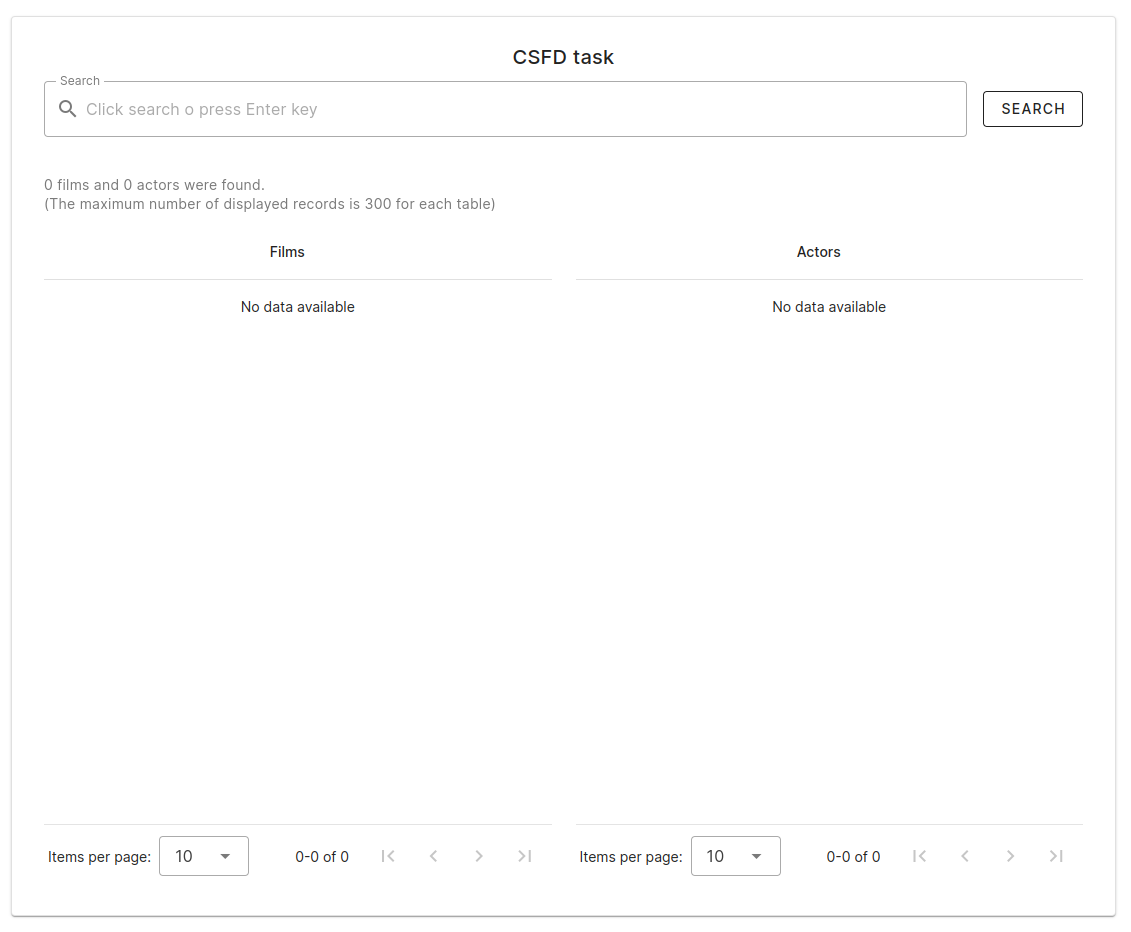 CSFD task
Search
Click search o press Enter key
SEARCH
0 films and 0 actors were found.
(The maximum number of displayed records is 300 for each table)
Films
Actors
No data available
No data available
Items per page:
10
0-0 of 0
Items per page:
10
0-0 of 0